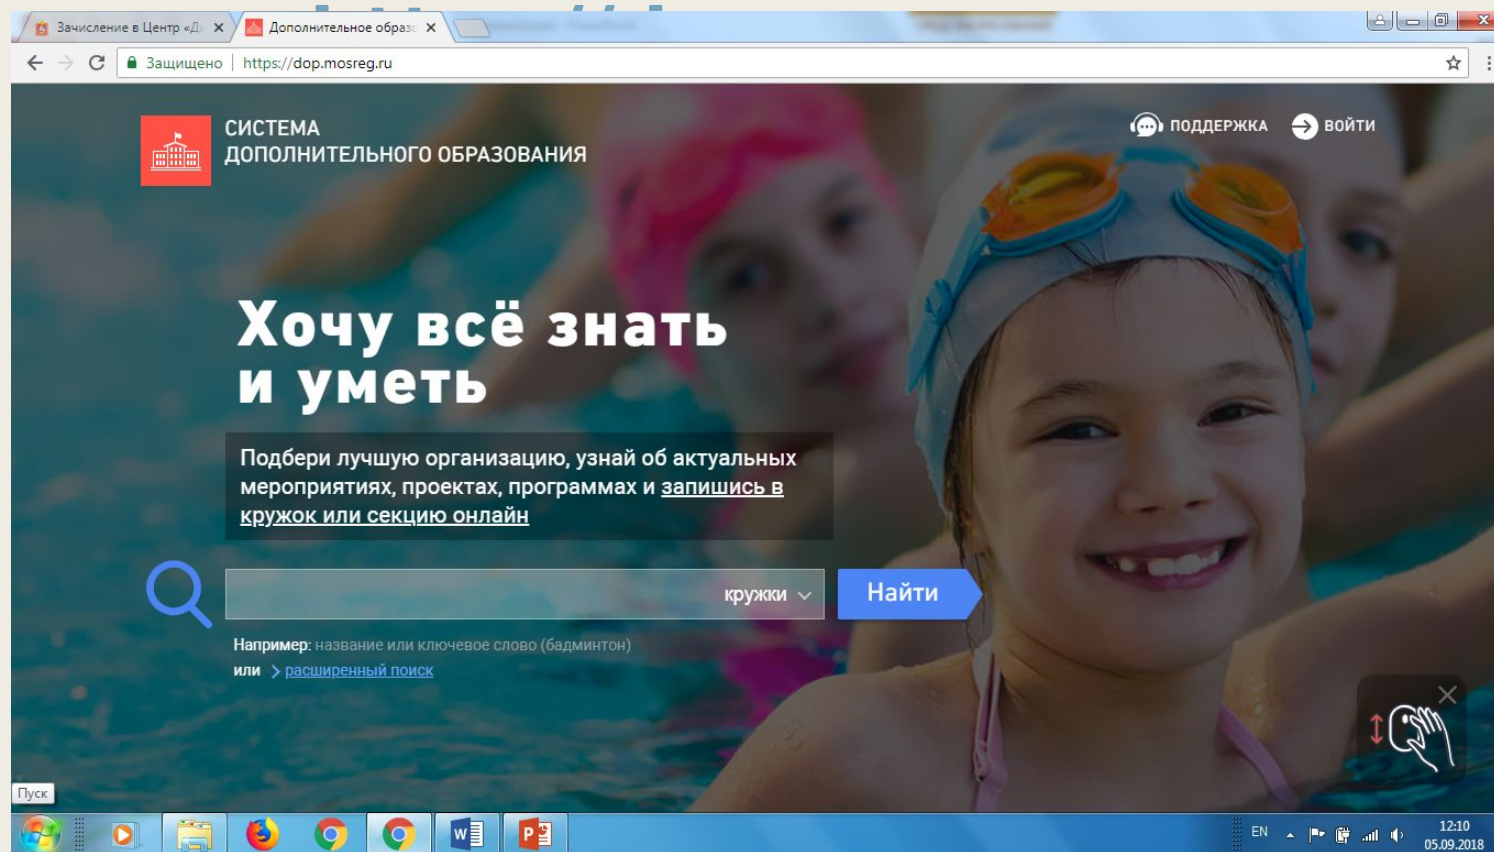 Зачисление в Центр «Д
Дополнительное образ
Защищено
https://dop.mosreg.ru
СИСТЕМА
ДОПОЛНИТЕЛЬНОГО ОБРАЗОВАНИЯ
ПОДДЕРЖКА
ВОЙТИ
Хочу всё знать
и уметь
Подбери лучшую организацию, узнай об актуальных
мероприятиях, проектах, программах и запишись в
кружок или секцию онлайн
кружки
Найти
Например: название или ключевое слово (бадминтон)
или расширенный поиск
Пуск
EN
12:10
05.09.2018